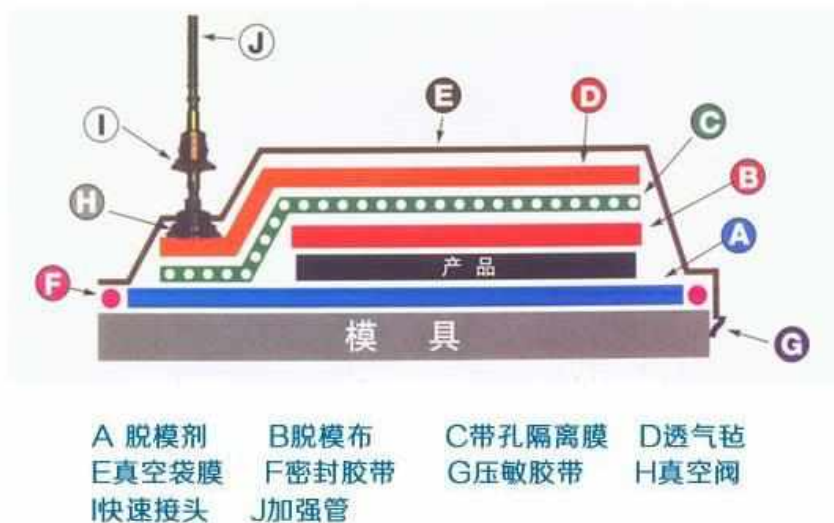 J
E
D
I
C
B
H
A
产 品
F
模 具
G
A 脱模剂 B脱模布 C带孔隔离膜 D透气毡
E真空袋膜 F密封胶带 G压敏胶带 H真空阀
I快速接头 J加强管